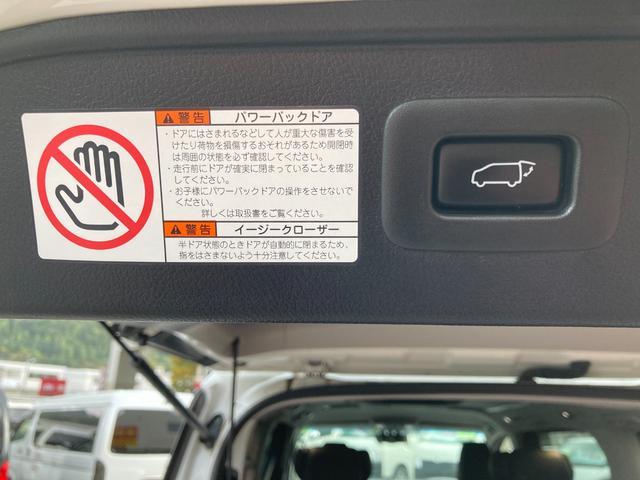 警告 パワーバックドア
・ドアにはさまれるなどして人が重大な傷害を受
けたり荷物を損傷するおそれがあるため開閉時
は周囲の状態を必ず確認してください。
・走行前にドアが確実に閉まっていることを確認
してください。
・お子様にパワーバックドアの操作をさせないで
ください。
詳しくは取扱書をご覧ください。
警告 イージークローザー
半ドア状態のときドアが自動的に閉まるため、
指をはさまないよう十分注意してください。